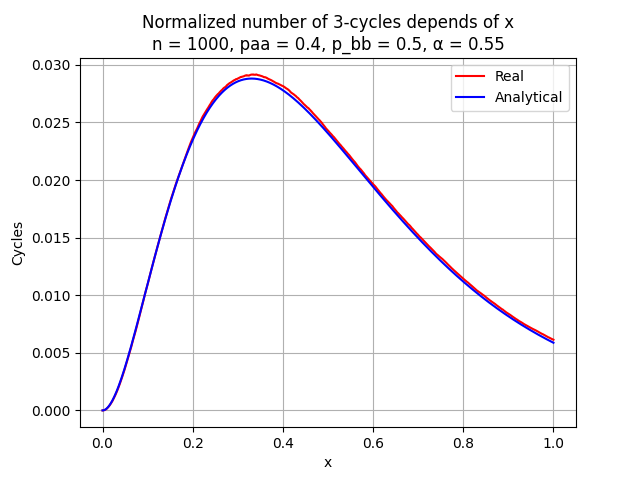 Normalized number of 3-cycles depends of x
n = 1000, paa = 0.4, p_bb = 0.5, α = 0.55
Real
Analytical
0.030
0.025
0.020
0.015
0.010
0.005
0.000
Cycles
0.0
0.2
0.4
0.6
0.8
1.0
x